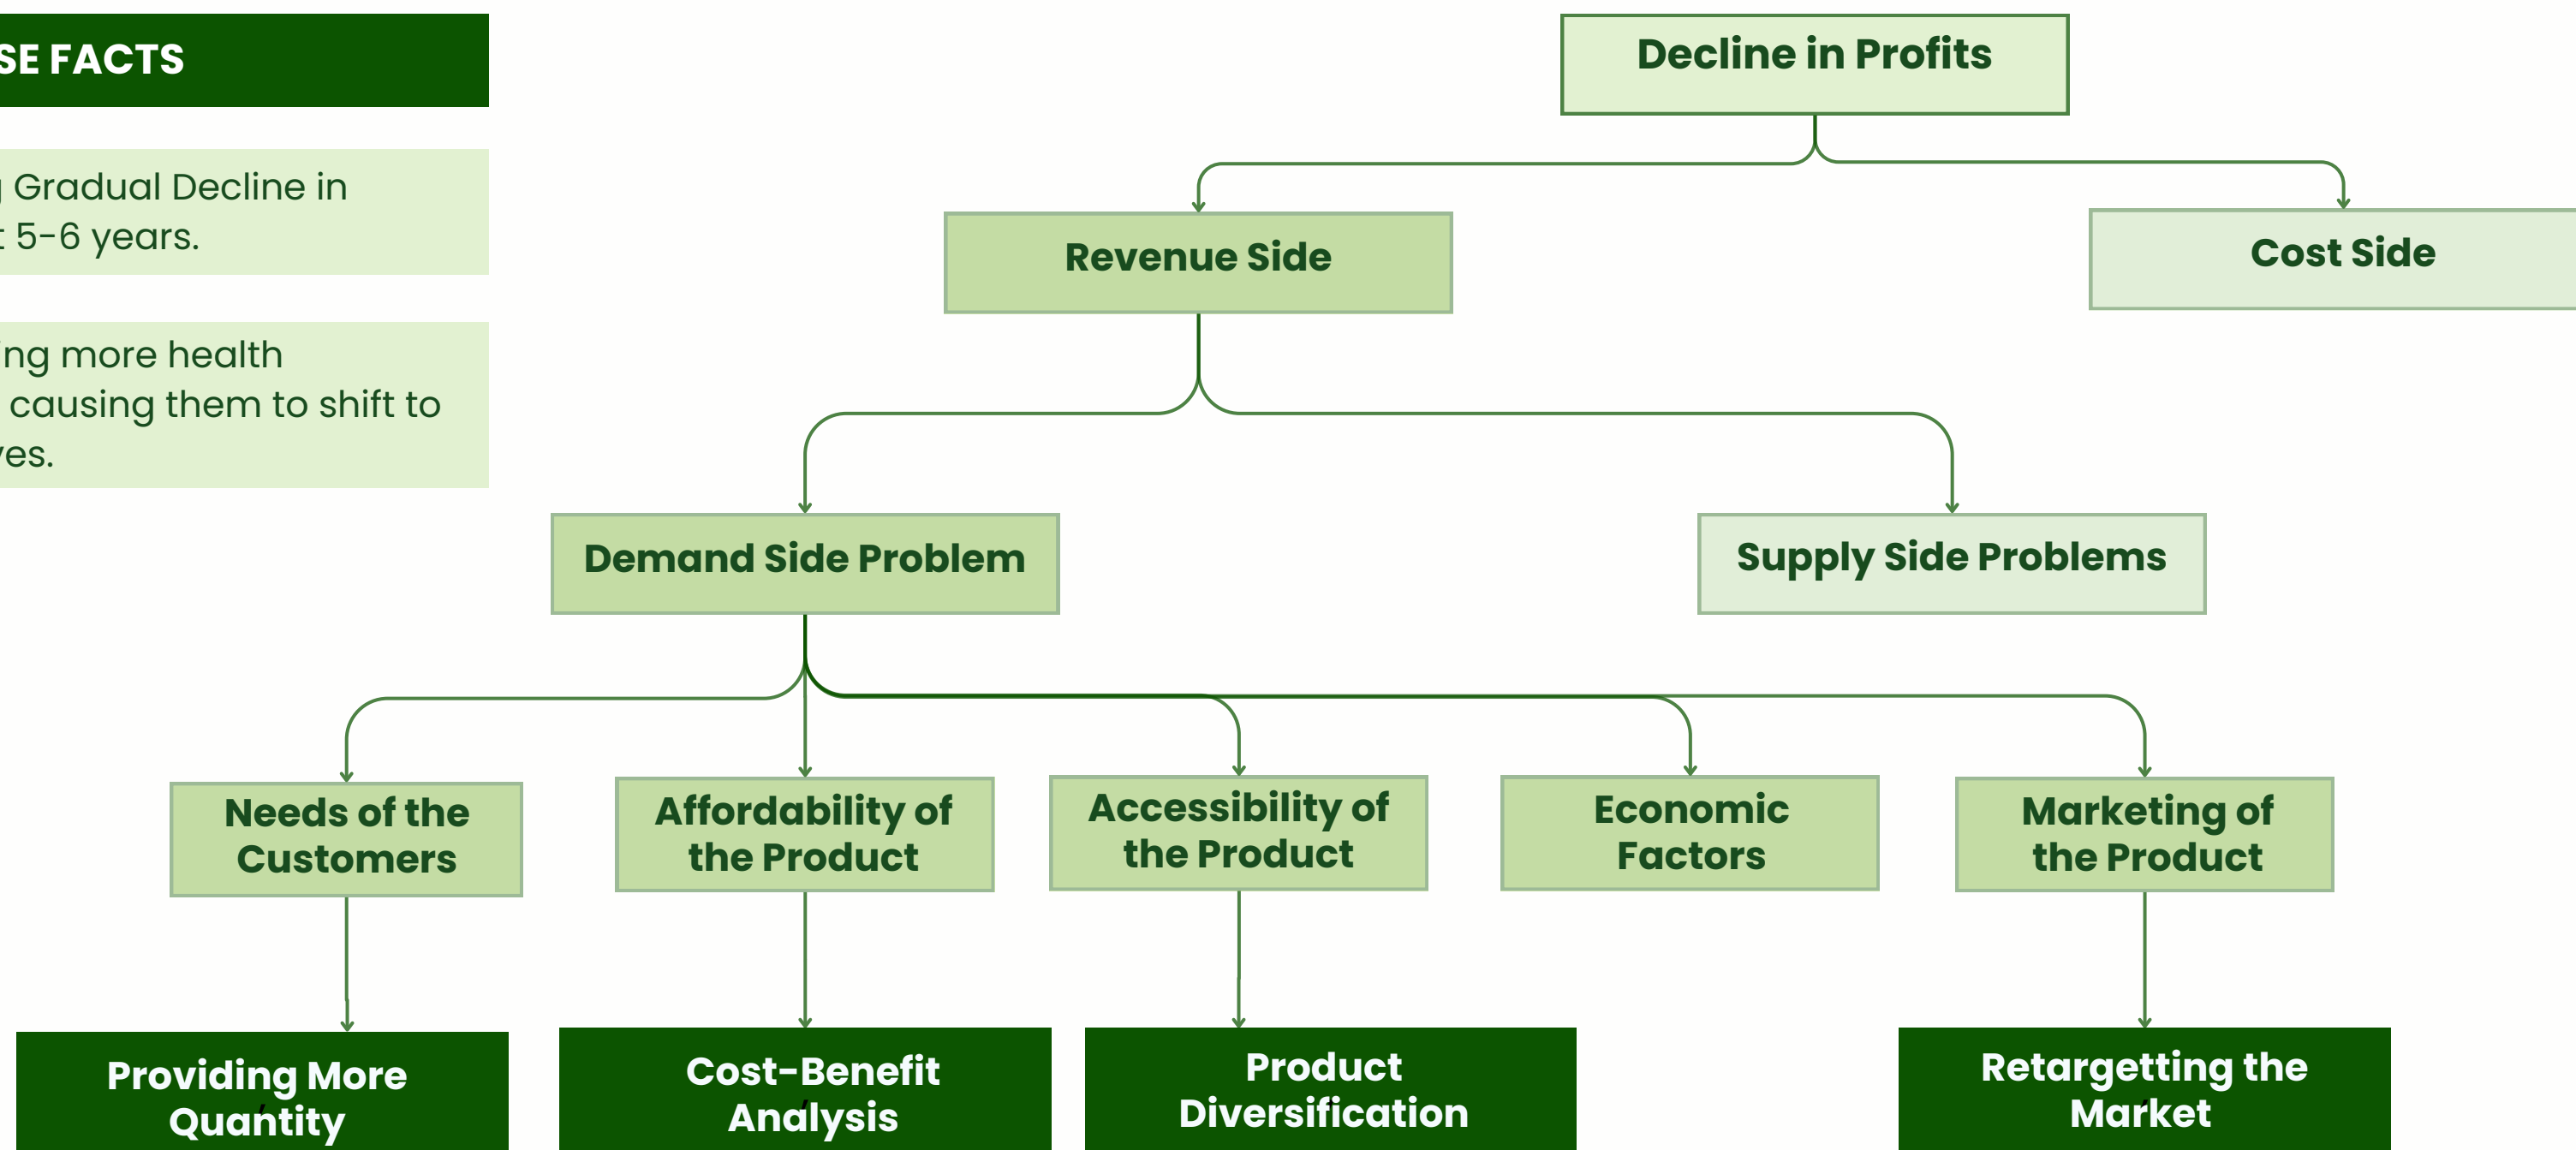 SE FACTS
Gradual Decline in
5-6 years.
ing more health
causing them to shift to
ves.
Decline in Profits
Revenue Side
Cost Side
Demand Side Problem
Supply Side Problems
Needs of the
Customers
Affordability of
the Product
Accessibility of
the Product
Economic
Factors
Marketing of
the Product
Providing More
Quantity
Cost-Benefit
Analysis
Product
Diversification
Retargetting the
Market